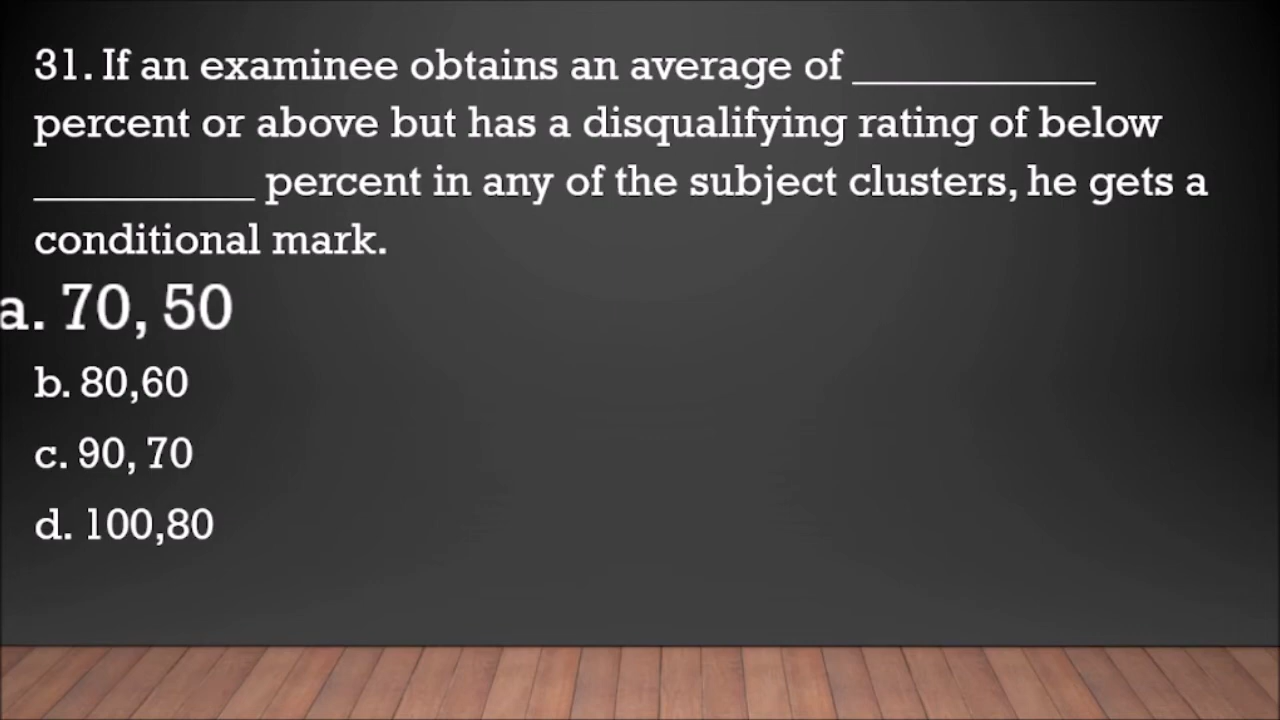 31. If an examinee obtains an average of ___________
percent or above but has a disqualifying rating of below
__________ percent in any of the subject clusters, he gets a
conditional mark.
a. 70, 50
b. 80,60
c. 90, 70
d. 100,80